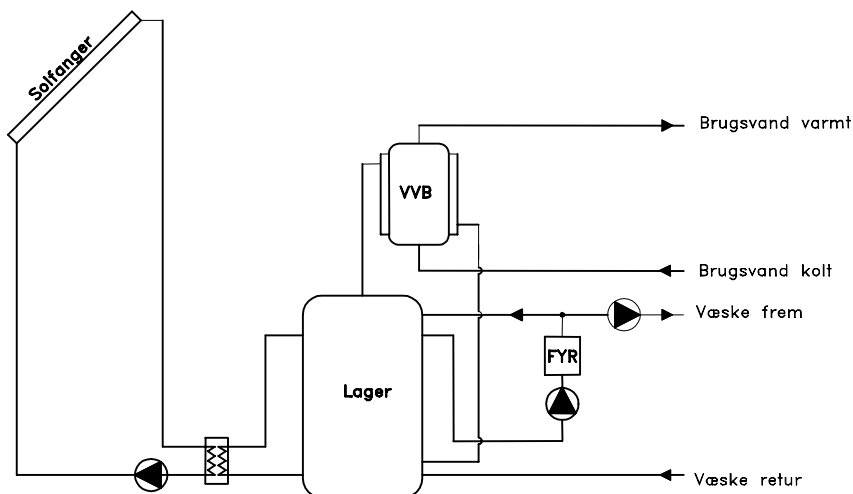 Solfanger
Brugsvand varmt
VVB
Brugsvand kolt
Væske frem
FYR
Lager
Væske retur